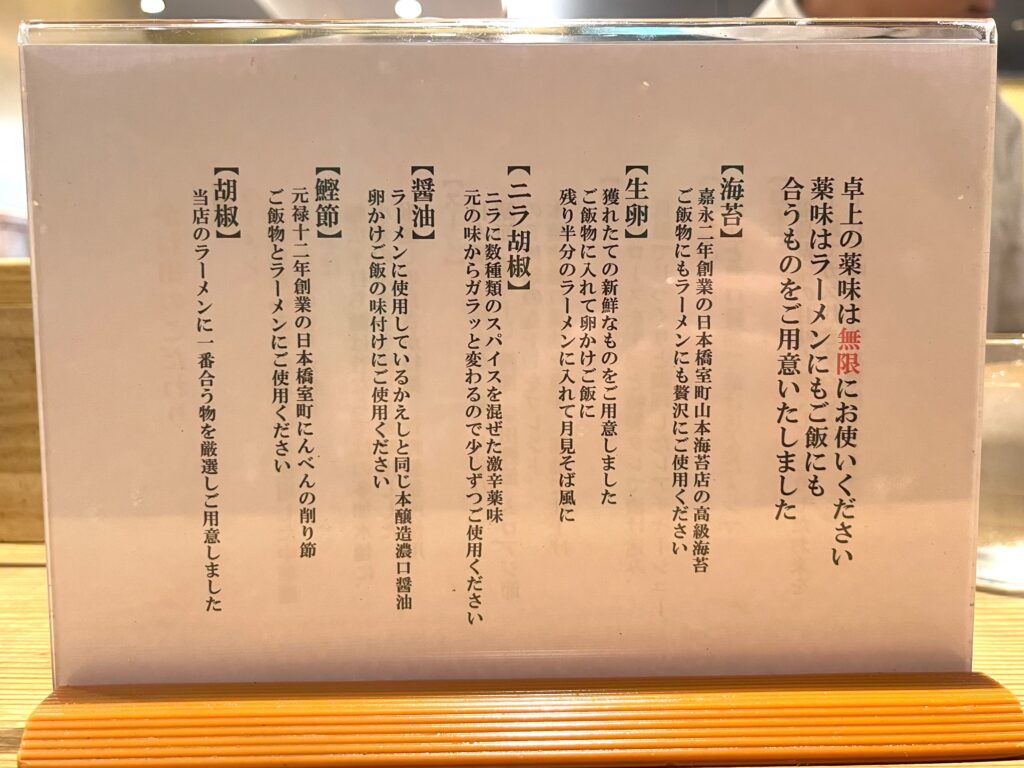 卓上の薬味は無限にお使いください
薬味はラーメンにもご飯にも
合うものをご用意いたしました
【海苔】
嘉永二年創業の日本橋室町山本海苔店の高級海苔
ご飯物にもラーメンにも贅沢にご使用ください
【生卵】
獲れたての新鮮なものをご用意しました
ご飯物に入れて卵かけご飯に
残り半分のラーメンに入れて月見そば風に
【ニラ胡椒】
ニラに数種類のスパイスを混ぜた激辛薬味
元の味からガラッと変わるので少しずつご使用ください
【醤油】
ラーメンに使用しているかえしと同じ本醸造濃口醤油
卵かけご飯の味付けにご使用ください
【鰹節】
元禄十二年創業の日本橋室町にんべんの削り節
ご飯物とラーメンにご使用ください
【胡椒】
当店のラーメンに一番合う物を厳選しご用意しました